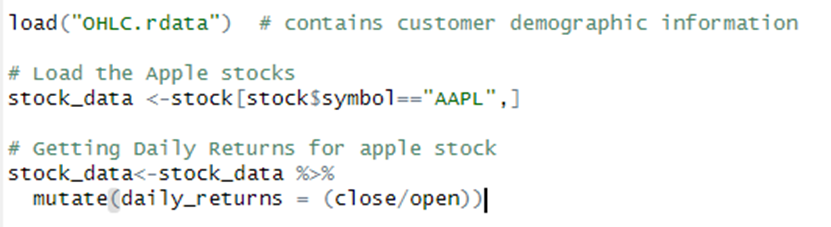 load("OHLC.rdata")  # contains customer demographic information
# Load the Apple stocks
stock_data <-stock[stock$symbol=="AAPL",]
# Getting Daily Returns for apple stock
stock_data<-stock_data %>%
  mutate(daily_returns = (close/open))